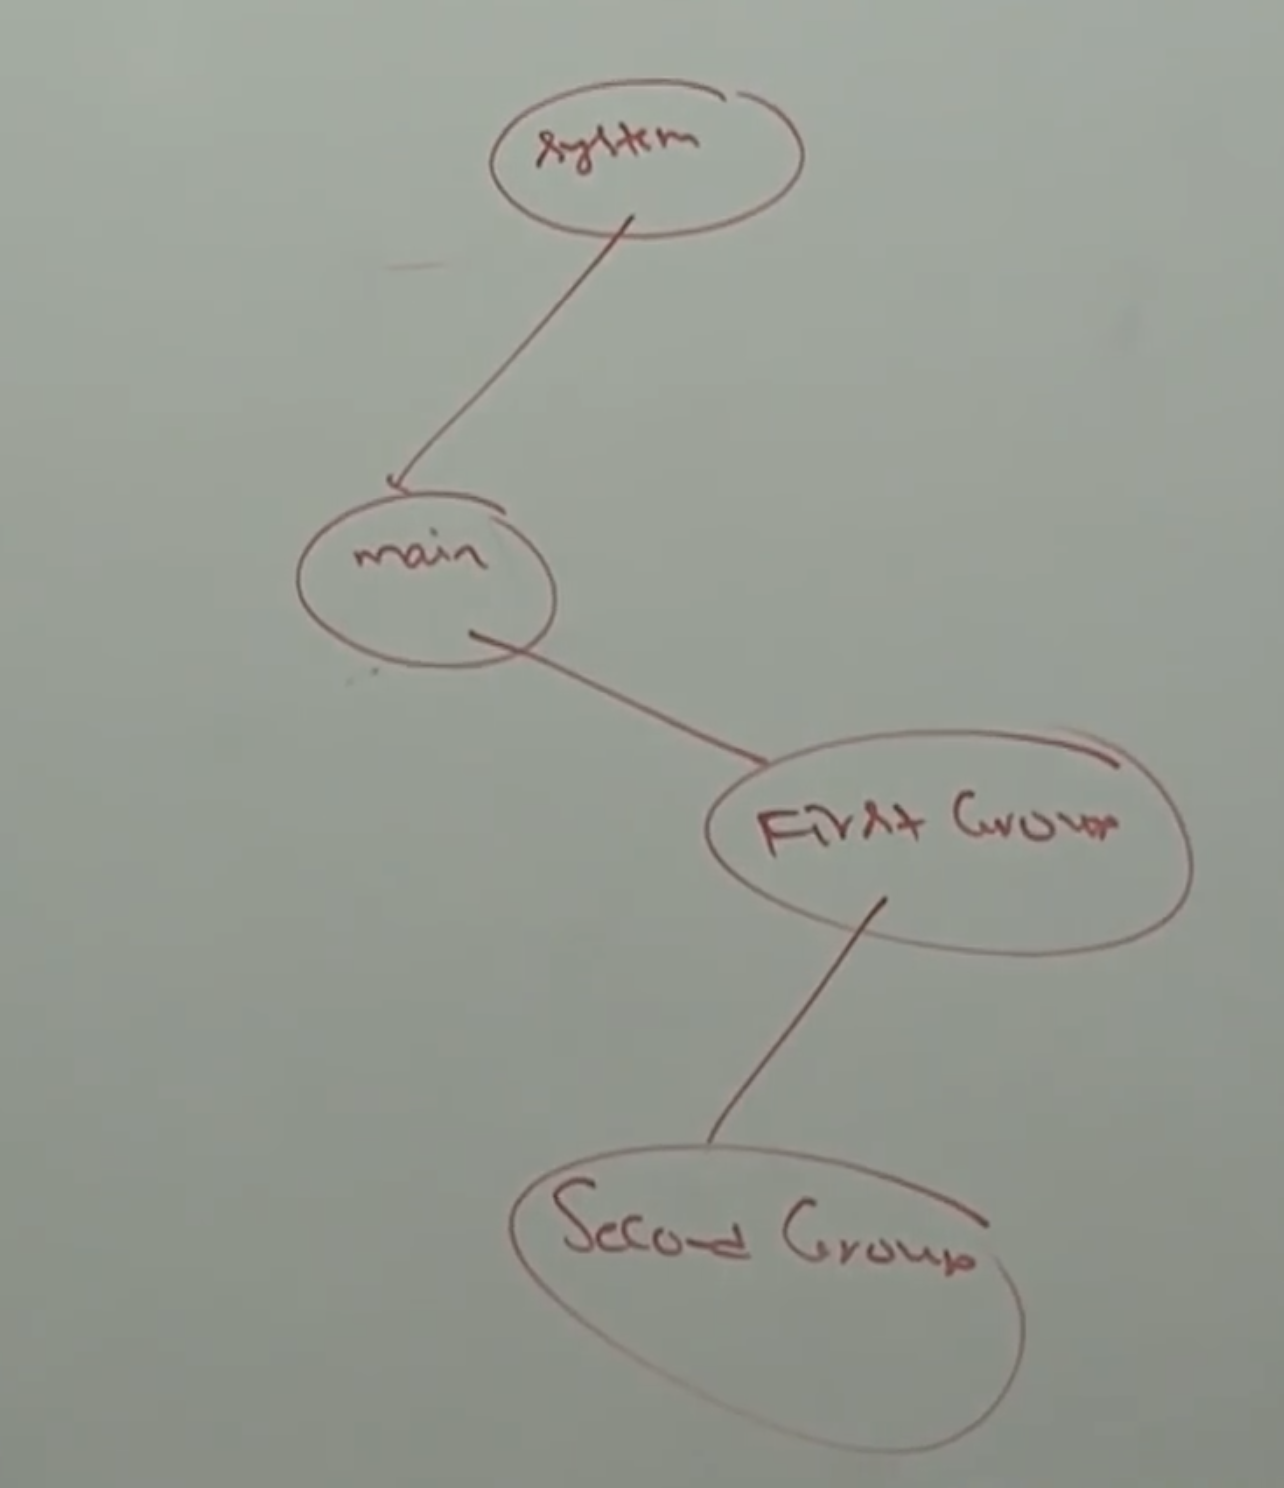 system
main
First Group
Second Group